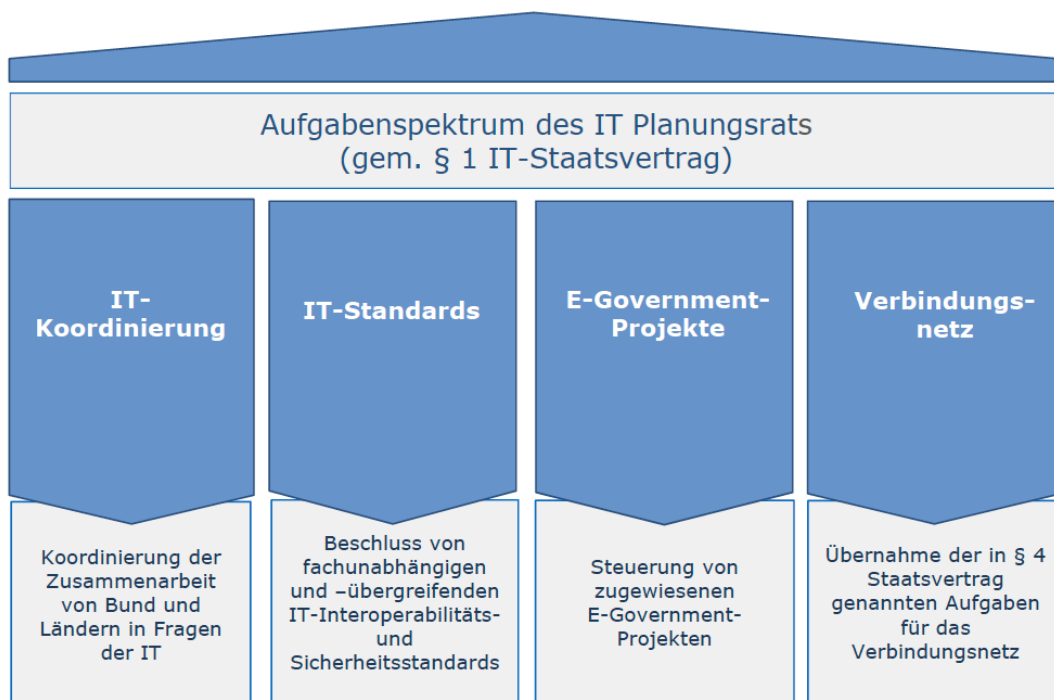 Aufgabenspektrum des IT Planungsrats
(gem. § 1 IT-Staatsvertrag)
IT-
Koordinierung
IT-Standards
E-Government-
Projekte
Verbindungs-
netz
Koordinierung der
Zusammenarbeit
von Bund und
Ländern in Fragen
der IT
Beschluss von
fachunabhängigen
und –übergreifenden
IT-Interoperabilitäts-
und
Sicherheitsstandards
Steuerung von
zugewiesenen
E-Government-
Projekten
Übernahme der in § 4
Staatsvertrag
genannten Aufgaben
für das
Verbindungsnetz